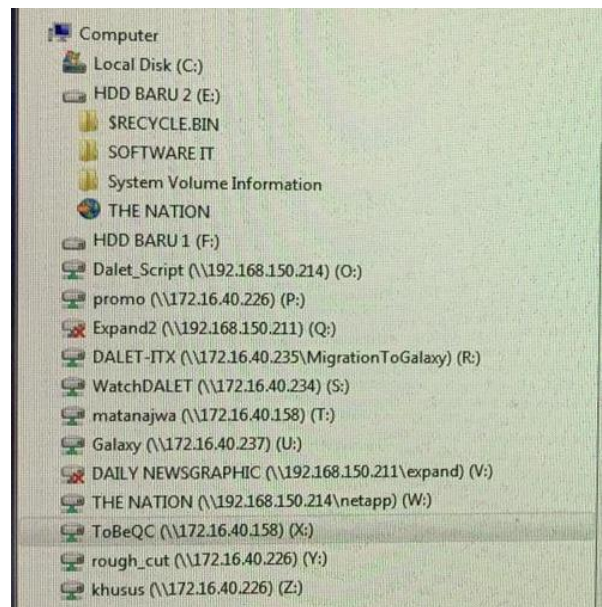 Computer
Local Disk (C:)
HDD BARU 2 (E:)
$RECYCLE.BIN
SOFTWARE IT
System Volume Information
THE NATION
HDD BARU 1 (F:)
Dalet_Script (\\192.168.150.214) (O:)
promo (\\172.16.40.226) (P:)
Expand2 (\\192.168.150.211) (Q:)
DALET-ITX (\\172.16.40.235\MigrationToGalaxy) (R:)
WatchDALET (\\172.16.40.234) (S:)
matanajwa (\\172.16.40.158) (T:)
Galaxy (\\172.16.40.237) (U:)
DAILY NEWSGRAPHIC (\\192.168.150.211\expand) (V:)
THE NATION (\\192.168.150.214\netapp) (W:)
ToBeQC (\\172.16.40.158) (X:)
rough_cut (\\172.16.40.226) (Y:)
khusus (\\172.16.40.226) (Z:)